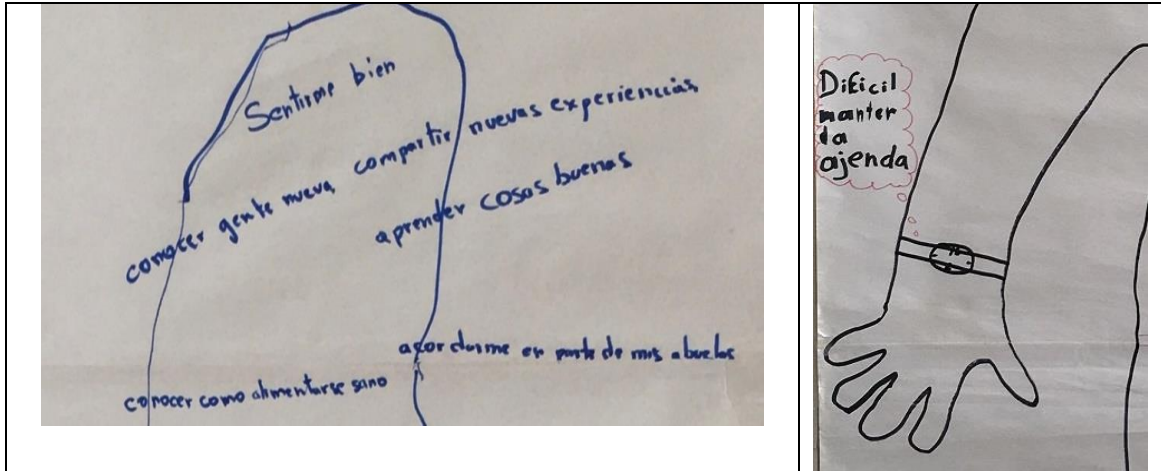 Sentirme bien
conocer gente nueva, compartir nuevas experiencias
aprender cosas buenas
acordarme en parte de mis abuelos
conocer como alimentarse sano
Dificil
manter
la
ajenda